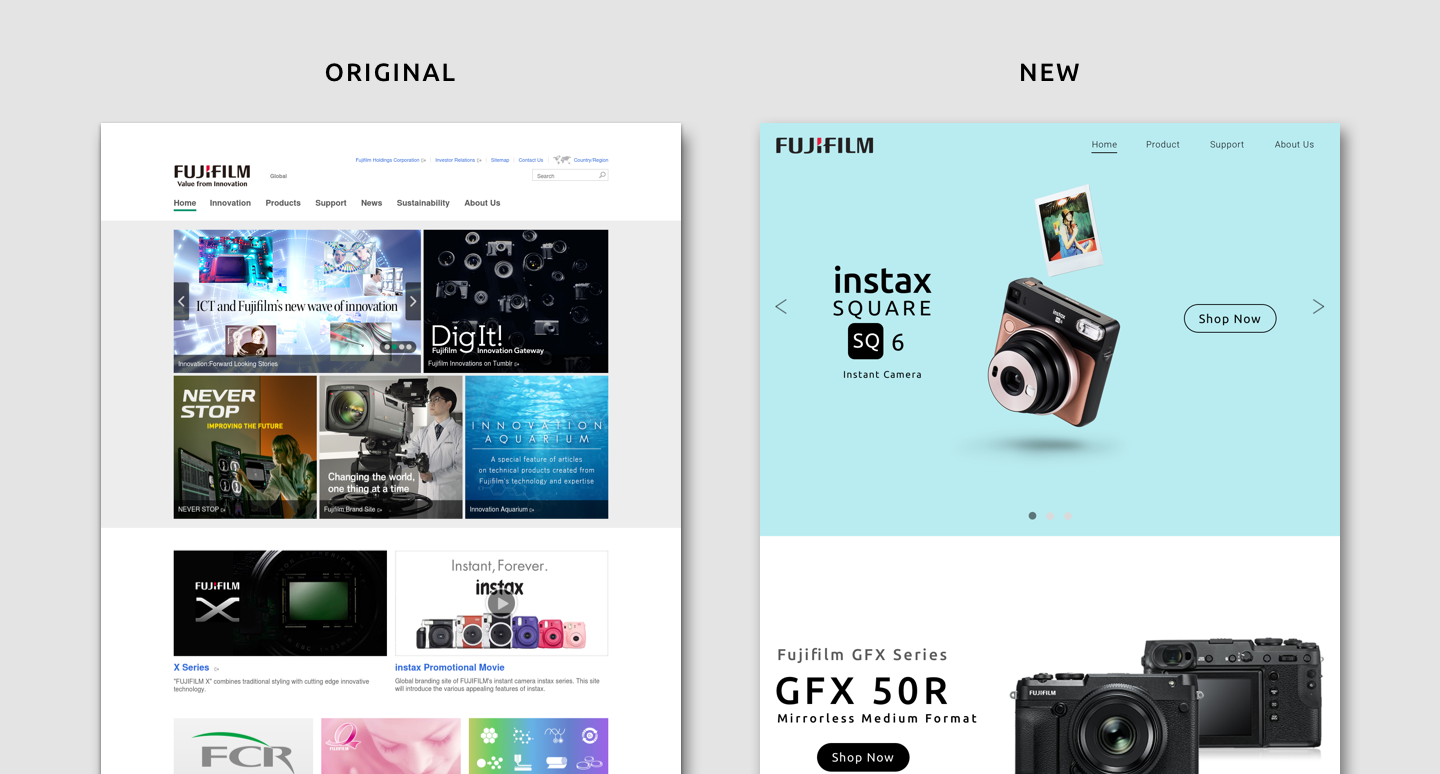 ORIGINAL
NEW
Fujifilm Holdings Corporation
Investor Relations
Sitemap
Contact Us
Country/Region
FUJIFILM
Value from Innovation
Global
Search
Home Innovation Products Support News Sustainability About Us
ICT and Fujifilm's new wave of innovation
Innovation:Forward Looking Stories
DigIt!
Fujifilm Innovation Gateway
Fujifilm Innovations on Tumblr
NEVER
STOP
IMPROVING THE FUTURE
NEVER STOP
Changing the world,
one thing at a time
Fujifilm Brand Site
INNOVATION
AQUARIUM
A special feature of articles
on technical products created from
Fujifilm's technology and expertise
Innovation Aquarium
FUJIFILM
X
X Series
"FUJIFILM X" combines traditional styling with cutting edge innovative
technology.
Instant, Forever.
instax
instax Promotional Movie
Global branding site of FUJIFILM's instant camera instax series. This site
will introduce the various appealing features of instax.
FCR
FUJIFILM
FUJIFILM
Home Product Support About Us
instax
SQUARE
SQ 6
Instant Camera
instax
Shop Now
Fujifilm GFX Series
GFX 50R
Mirrorless Medium Format
Shop Now
FUJIFILM